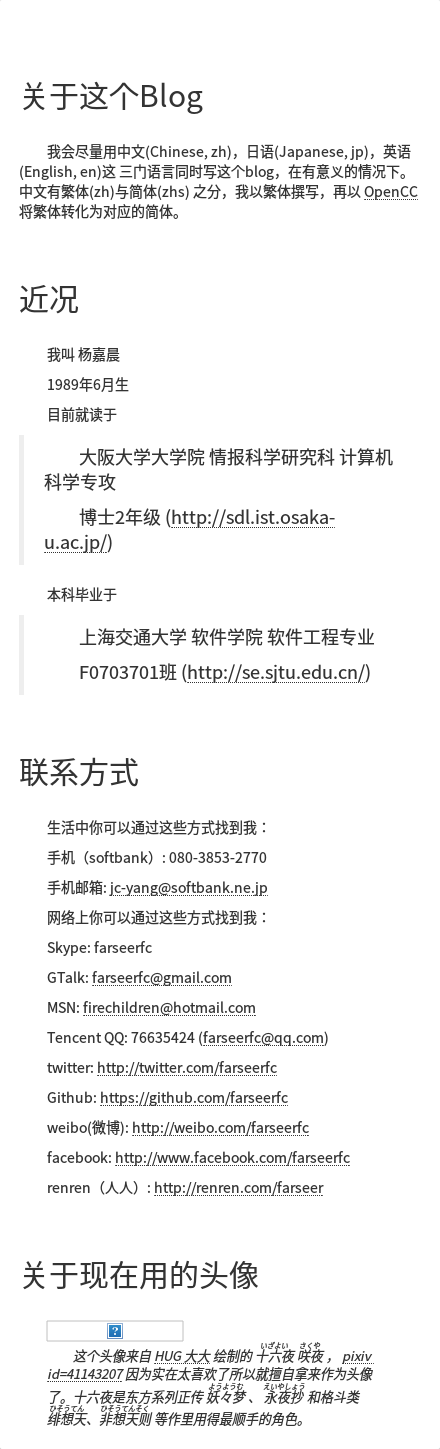 关于这个Blog
我会尽量用中文(Chinese, zh)，日语(Japanese, jp)，英语
(English, en)这 三门语言同时写这个blog，在有意义的情况下。
中文有繁体(zh)与简体(zhs) 之分，我以繁体撰写，再以 OpenCC
将繁体转化为对应的简体。
近况
我叫 杨嘉晨
1989年6月生
目前就读于
大阪大学大学院 情报科学研究科 计算机
科学专攻
博士2年级 (http://sdl.ist.osaka-
u.ac.jp/)
本科毕业于
上海交通大学 软件学院 软件工程专业
F0703701班 (http://se.sjtu.edu.cn/)
联系方式
生活中你可以通过这些方式找到我：
手机（softbank）: 080-3853-2770
手机邮箱: jc-yang@softbank.ne.jp
网络上你可以通过这些方式找到我：
Skype: farseerfc
GTalk: farseerfc@gmail.com
MSN: firechildren@hotmail.com
Tencent QQ: 76635424 (farseerfc@qq.com)
twitter: http://twitter.com/farseerfc
Github: https://github.com/farseerfc
weibo(微博): http://weibo.com/farseerfc
facebook: http://www.facebook.com/farseerfc
renren（人人）: http://renren.com/farseer
关于现在用的头像
いざよい さくや
这个头像来自 HUG 大大 绘制的 十六夜 咲夜 ， pixiv
id=41143207 因为实在太喜欢了所以就擅自拿来作为头像
ようようむ えいやしょう
了。十六夜是东方系列正传 妖々梦 、 永夜抄 和格斗类
ひそうてん ひそうてんそく
绯想天、非想天则 等作里用得最顺手的角色。